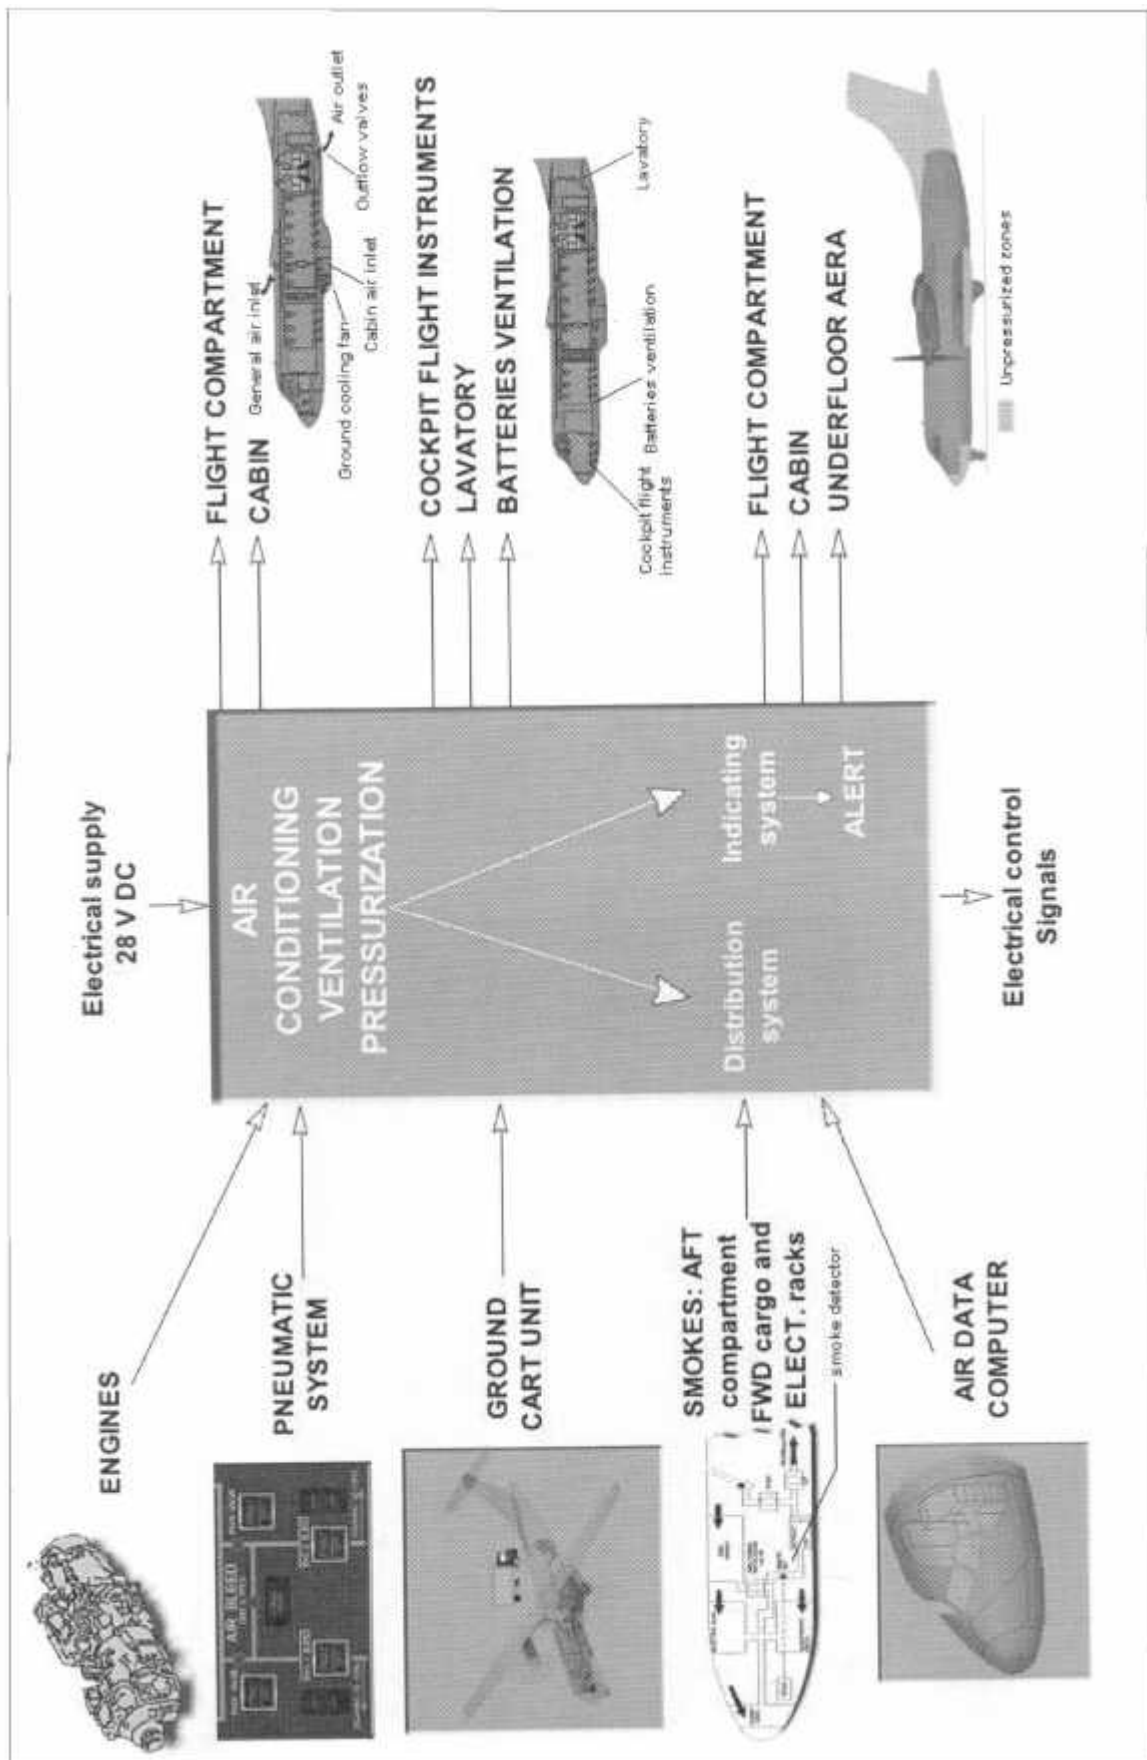 Electrical supply
28 V DC
ENGINES
PNEUMATIC
SYSTEM
AIR BLEED
GROUND
CART UNIT
SMOKES: AFT
compartment
/FWD cargo and
/ ELECT. racks
smoke detector
AIR DATA
COMPUTER
AIR
CONDITIONING
VENTILATION
PRESSURIZATION
Distribution
system
Indicating
system
ALERT
Electrical control
Signals
FLIGHT COMPARTMENT
CABIN
General air inlet
Ground cooling fan
Cabin air inlet
Outflow valves
Air outlet
COCKPIT FLIGHT INSTRUMENTS
LAVATORY
BATTERIES VENTILATION
Cockpit flight
instruments
Batteries ventilation
Lavatory
FLIGHT COMPARTMENT
CABIN
UNDERFLOOR AERA
Unpressurized zones